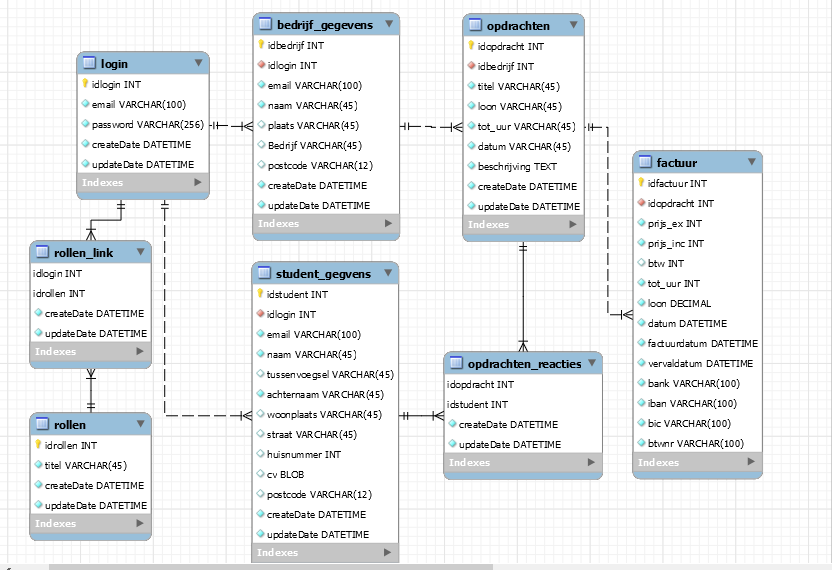 login
idlogin INT
email VARCHAR(100)
password VARCHAR(256)
createDate DATETIME
updateDate DATETIME
Indexes
rollen_link
idlogin INT
idrollen INT
createDate DATETIME
updateDate DATETIME
Indexes
rollen
idrollen INT
titel VARCHAR(45)
createDate DATETIME
updateDate DATETIME
Indexes
bedrijf_gegevens
idbedrijf INT
idlogin INT
email VARCHAR(100)
naam VARCHAR(45)
plaats VARCHAR(45)
Bedrijf VARCHAR(45)
postcode VARCHAR(12)
createDate DATETIME
updateDate DATETIME
Indexes
student_gegvens
idstudent INT
idlogin INT
email VARCHAR(100)
naam VARCHAR(45)
tussenvoegsel VARCHAR(45)
achternaam VARCHAR(45)
woonplaats VARCHAR(45)
straat VARCHAR(45)
huisnummer INT
cv BLOB
postcode VARCHAR(12)
createDate DATETIME
updateDate DATETIME
Indexes
opdrachten
idopdracht INT
idbedrijf INT
titel VARCHAR(45)
loon VARCHAR(45)
tot_uur VARCHAR(45)
datum VARCHAR(45)
beschrijving TEXT
createDate DATETIME
updateDate DATETIME
Indexes
opdrachten_reacties
idopdracht INT
idstudent INT
createDate DATETIME
updateDate DATETIME
Indexes
factuur
idfactuur INT
idopdracht INT
prijs_ex INT
prijs_inc INT
btw INT
tot_uur INT
loon DECIMAL
datum DATETIME
factuurdatum DATETIME
vervaldatum DATETIME
bank VARCHAR(100)
iban VARCHAR(100)
bic VARCHAR(100)
btwnr VARCHAR(100)
Indexes